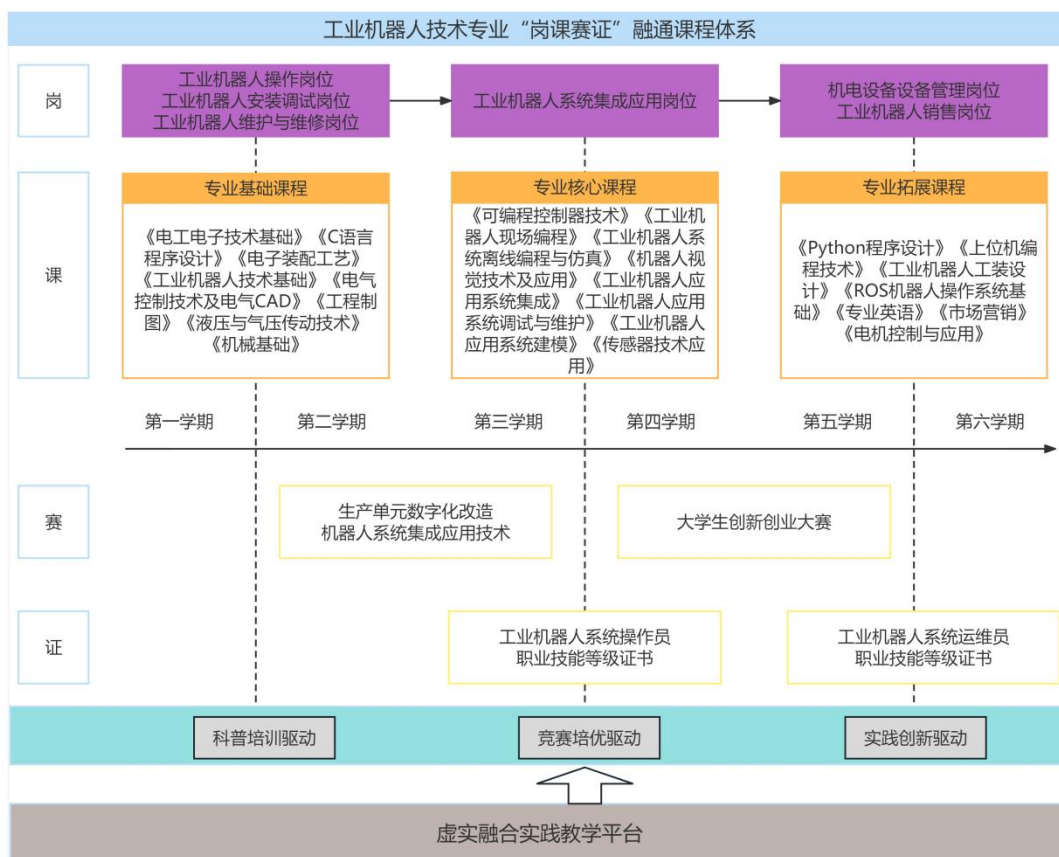 工业机器人技术专业“岗课赛证”融通课程体系
岗
工业机器人操作岗位
工业机器人安装调试岗位
工业机器人维护与维修岗位
工业机器人系统集成应用岗位
机电设备设备管理岗位
工业机器人销售岗位
课
专业基础课程
《电工电子技术基础》《C语言
程序设计》《电子装配工艺》
《工业机器人技术基础》《电气
控制技术及电气CAD》《工程制
图》《液压与气压传动技术》
《机械基础》
专业核心课程
《可编程控制器技术》《工业机
器人现场编程》《工业机器人系
统离线编程与仿真》《机器人视
觉技术及应用》《工业机器人应
用系统集成》《工业机器人应用
系统调试与维护》《工业机器人
应用系统建模》《传感器技术应
用》
专业拓展课程
《Python程序设计》《上位机编
程技术》《工业机器人工装设
计》《ROS机器人操作系统基
础》《专业英语》《市场营销》
《电机控制与应用》
第一学期
第二学期
第三学期
第四学期
第五学期
第六学期
赛
生产单元数字化改造
机器人系统集成应用技术
大学生创新创业大赛
证
工业机器人系统操作员
职业技能等级证书
工业机器人系统运维员
职业技能等级证书
科普培训驱动
竞赛培优驱动
实践创新驱动
虚实融合实践教学平台